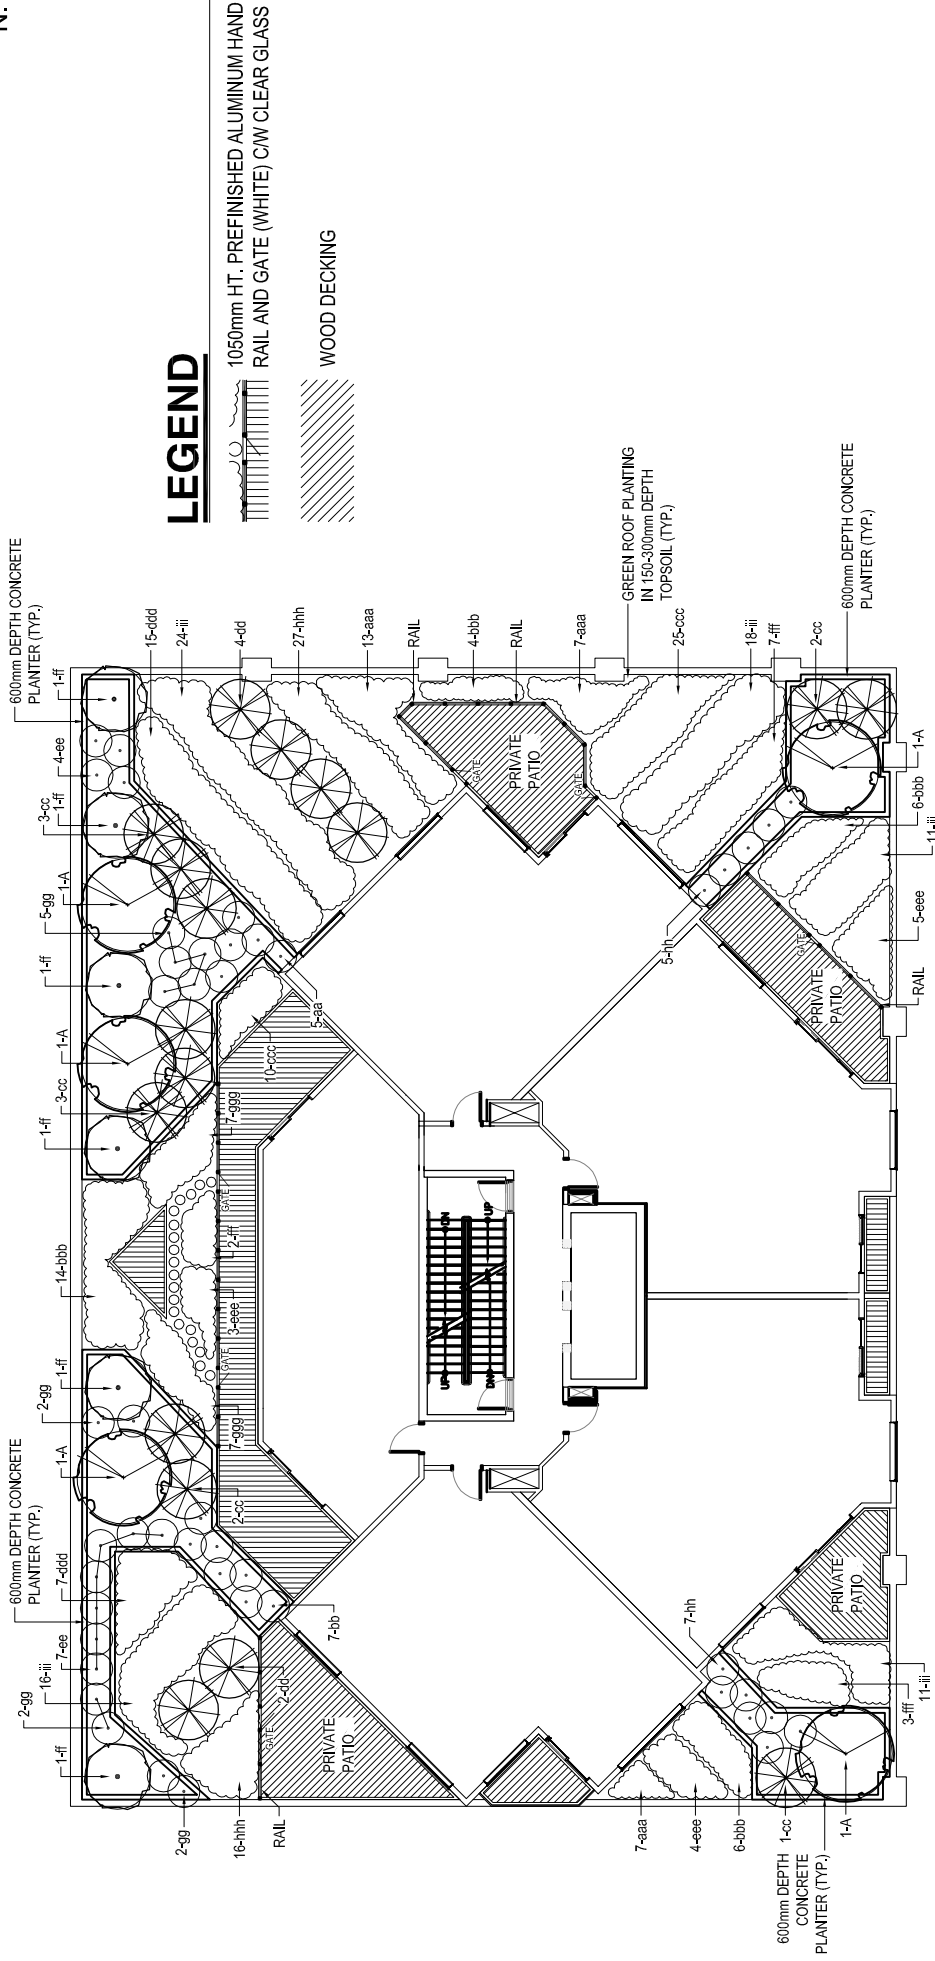 N.
LEGEND
1050mm HT. PREFINISHED ALUMINUM HAND
RAIL AND GATE (WHITE) C/W CLEAR GLASS
WOOD DECKING
600mm DEPTH CONCRETE
PLANTER (TYP.)
1-ff
2-gg
16-iii
7-ee
7-ddd
600mm DEPTH CONCRETE
PLANTER (TYP.)
1-A
2-gg
1-ff
14-bbb
1-ff
3-cc
1-A
1-ff
5-gg
1-A
3-cc
1-ff
4-ee
1-ff
600mm DEPTH CONCRETE
PLANTER (TYP.)
15-ddd
24-iii
4-dd
27-hhh
13-aaa
RAIL
4-bbb
RAIL
7-aaa
GREEN ROOF PLANTING
IN 150-300mm DEPTH
TOPSOIL (TYP.)
25-ccc
18-iii
7-fff
2-cc
600mm DEPTH CONCRETE
PLANTER (TYP.)
2-gg
16-hhh
RAIL
GATE
2-dd
PRIVATE
PATIO
7-bb
2-cc
7-ggg
GATE
3-eee
2-fff
GATE
7-ggg
10-ccc
5-aa
GATE
PRIVATE
PATIO
GATE
UP
DN
DN
UP
7-hh
5-hh
PRIVATE
PATIO
GATE
PRIVATE
PATIO
7-aaa
4-eee
6-bbb
1-cc
600mm DEPTH
CONCRETE
PLANTER (TYP.)
1-A
3-fff
11-iii
RAIL
5-eee
11-iii
6-bbb
1-A